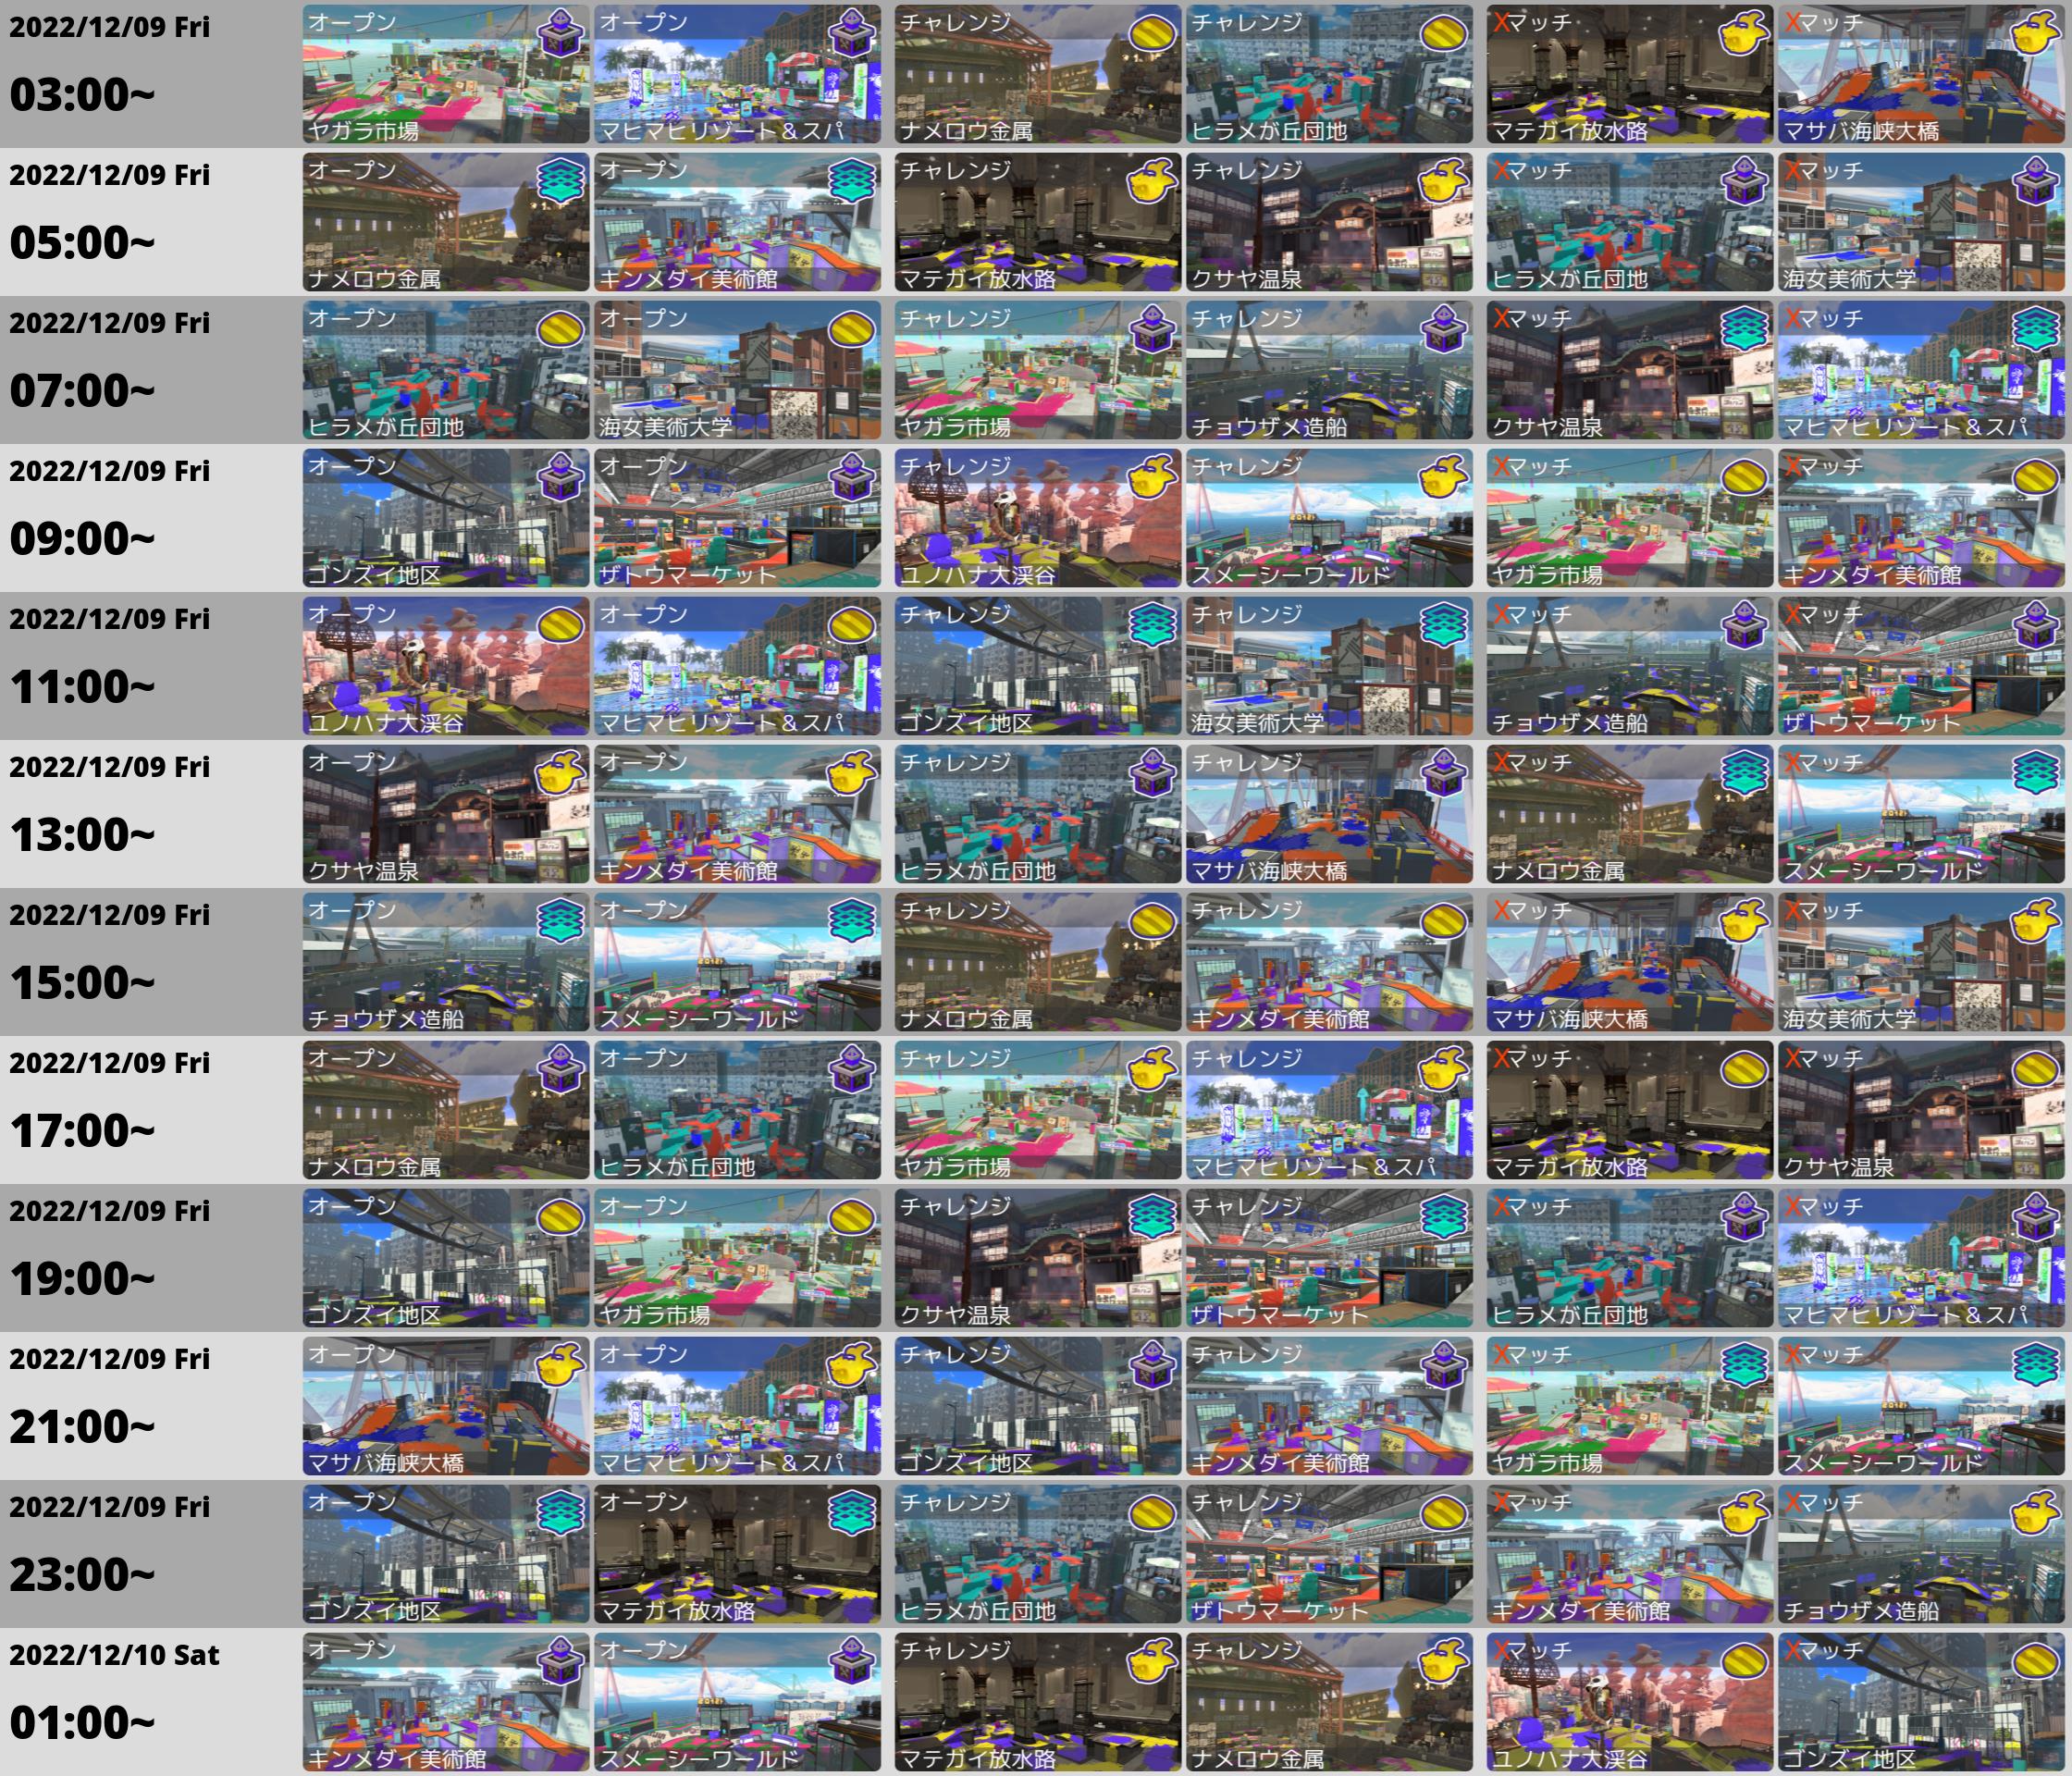 2022/12/09 Fri
03:00~
オープン オープン チャレンジ チャレンジ Xマッチ Xマッチ
ヤガラ市場 マヒマヒリゾート＆スパ ナメロウ金属 ヒラメが丘団地 マテガイ放水路 マサバ海峡大橋
2022/12/09 Fri
05:00~
オープン オープン チャレンジ チャレンジ Xマッチ Xマッチ
ナメロウ金属 キンメダイ美術館 マテガイ放水路 クサヤ温泉 ヒラメが丘団地 海女美術大学
2022/12/09 Fri
07:00~
オープン オープン チャレンジ チャレンジ Xマッチ Xマッチ
ヒラメが丘団地 海女美術大学 ヤガラ市場 チョウザメ造船 クサヤ温泉 マヒマヒリゾート＆スパ
2022/12/09 Fri
09:00~
オープン オープン チャレンジ チャレンジ Xマッチ Xマッチ
ゴンズイ地区 ザトウマーケット ユノハナ大渓谷 スメーシーワールド ヤガラ市場 キンメダイ美術館
2022/12/09 Fri
11:00~
オープン オープン チャレンジ チャレンジ Xマッチ Xマッチ
ユノハナ大渓谷 マヒマヒリゾート＆スパ ゴンズイ地区 海女美術大学 チョウザメ造船 ザトウマーケット
2022/12/09 Fri
13:00~
オープン オープン チャレンジ チャレンジ Xマッチ Xマッチ
クサヤ温泉 キンメダイ美術館 ヒラメが丘団地 マサバ海峡大橋 ナメロウ金属 スメーシーワールド
2022/12/09 Fri
15:00~
オープン オープン チャレンジ チャレンジ Xマッチ Xマッチ
チョウザメ造船 スメーシーワールド ナメロウ金属 キンメダイ美術館 マサバ海峡大橋 海女美術大学
2022/12/09 Fri
17:00~
オープン オープン チャレンジ チャレンジ Xマッチ Xマッチ
ナメロウ金属 ヒラメが丘団地 ヤガラ市場 マヒマヒリゾート＆スパ マテガイ放水路 クサヤ温泉
2022/12/09 Fri
19:00~
オープン オープン チャレンジ チャレンジ Xマッチ Xマッチ
ゴンズイ地区 ヤガラ市場 クサヤ温泉 ザトウマーケット ヒラメが丘団地 マヒマヒリゾート＆スパ
2022/12/09 Fri
21:00~
オープン オープン チャレンジ チャレンジ Xマッチ Xマッチ
マサバ海峡大橋 マヒマヒリゾート＆スパ ゴンズイ地区 キンメダイ美術館 ヤガラ市場 スメーシーワールド
2022/12/09 Fri
23:00~
オープン オープン チャレンジ チャレンジ Xマッチ Xマッチ
ゴンズイ地区 マテガイ放水路 ヒラメが丘団地 ザトウマーケット キンメダイ美術館 チョウザメ造船
2022/12/10 Sat
01:00~
オープン オープン チャレンジ チャレンジ Xマッチ Xマッチ
キンメダイ美術館 スメーシーワールド マテガイ放水路 ナメロウ金属 ユノハナ大渓谷 ゴンズイ地区